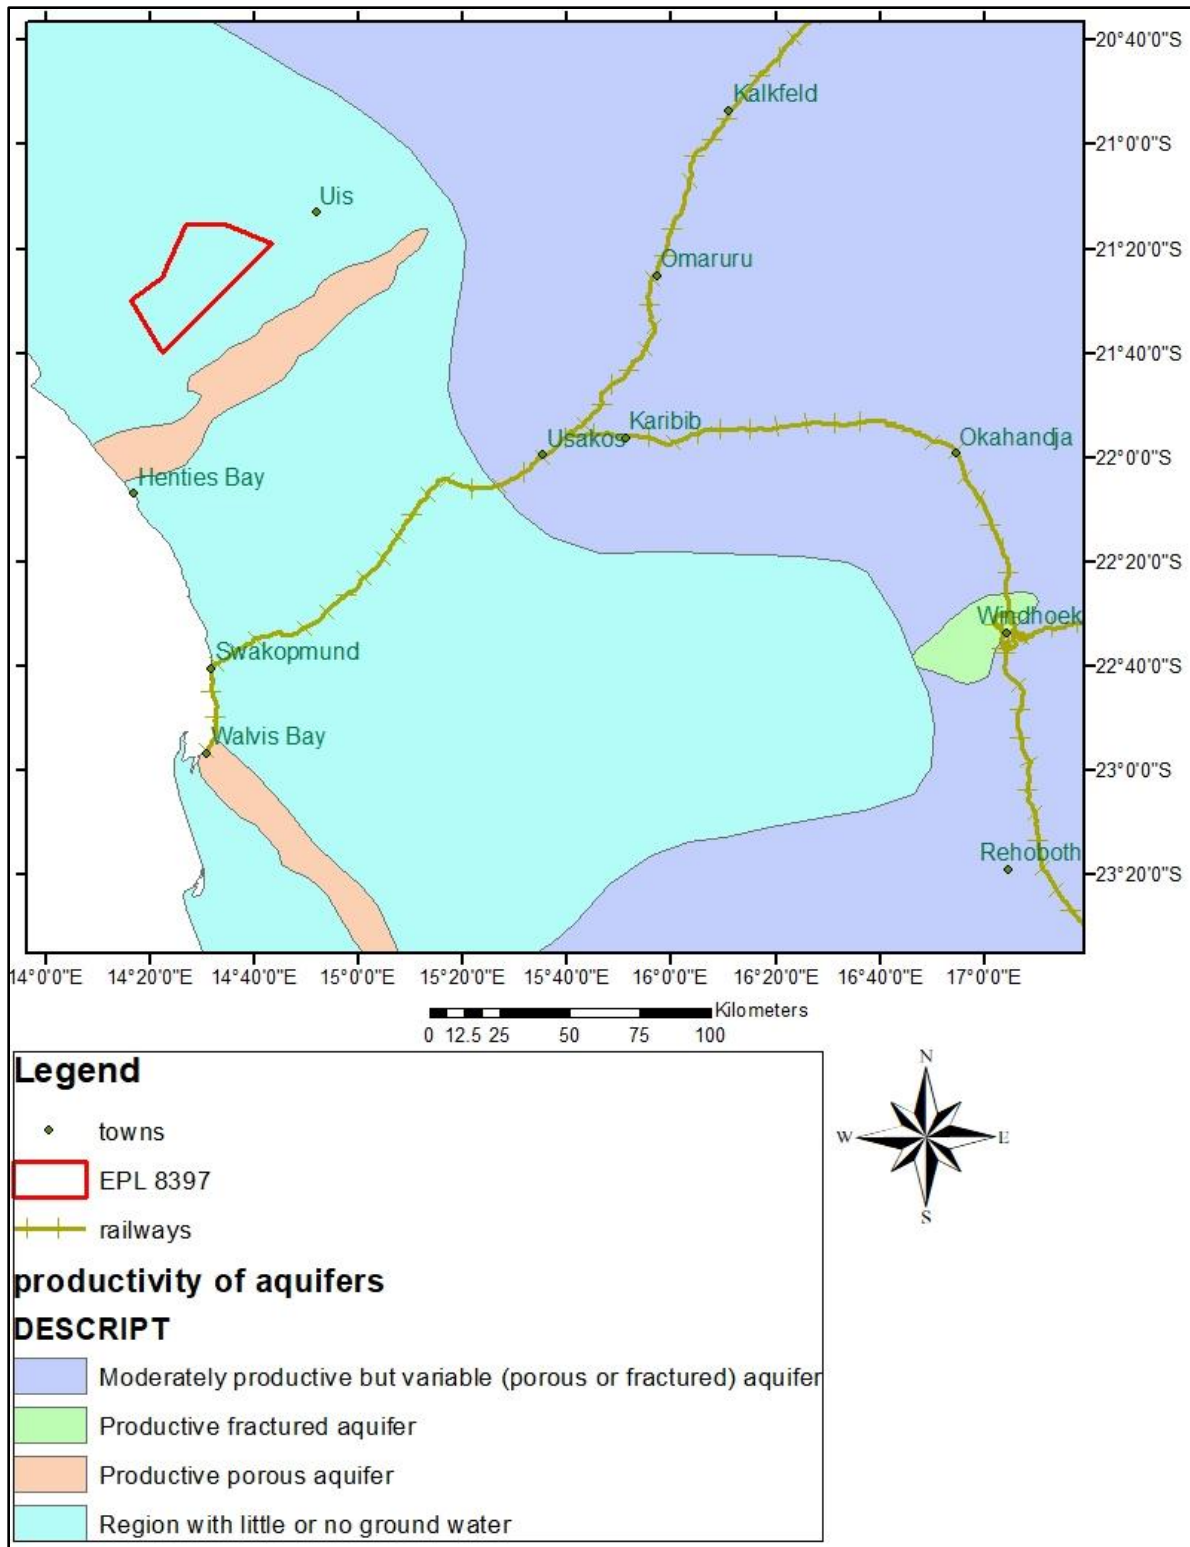 20°40'0"S
Kalkfeld
21°0'0"S
Uis
21°20'0"S
Omaruru
21°40'0"S
Karibib
Usakos
Okahandja
22°0'0"S
Henties Bay
22°20'0"S
Windhoek
22°40'0"S
Swakopmund
Walvis Bay
23°0'0"S
Rehoboth
23°20'0"S
14°0'0"E 14°20'0"E 14°40'0"E 15°0'0"E 15°20'0"E 15°40'0"E 16°0'0"E 16°20'0"E 16°40'0"E 17°0'0"E
Kilometers
0 12.5 25 50 75 100
Legend
towns
EPL 8397
railways
productivity of aquifers
DESCRIPT
Moderately productive but variable (porous or fractured) aquifer
Productive fractured aquifer
Productive porous aquifer
Region with little or no ground water
N
W E
S